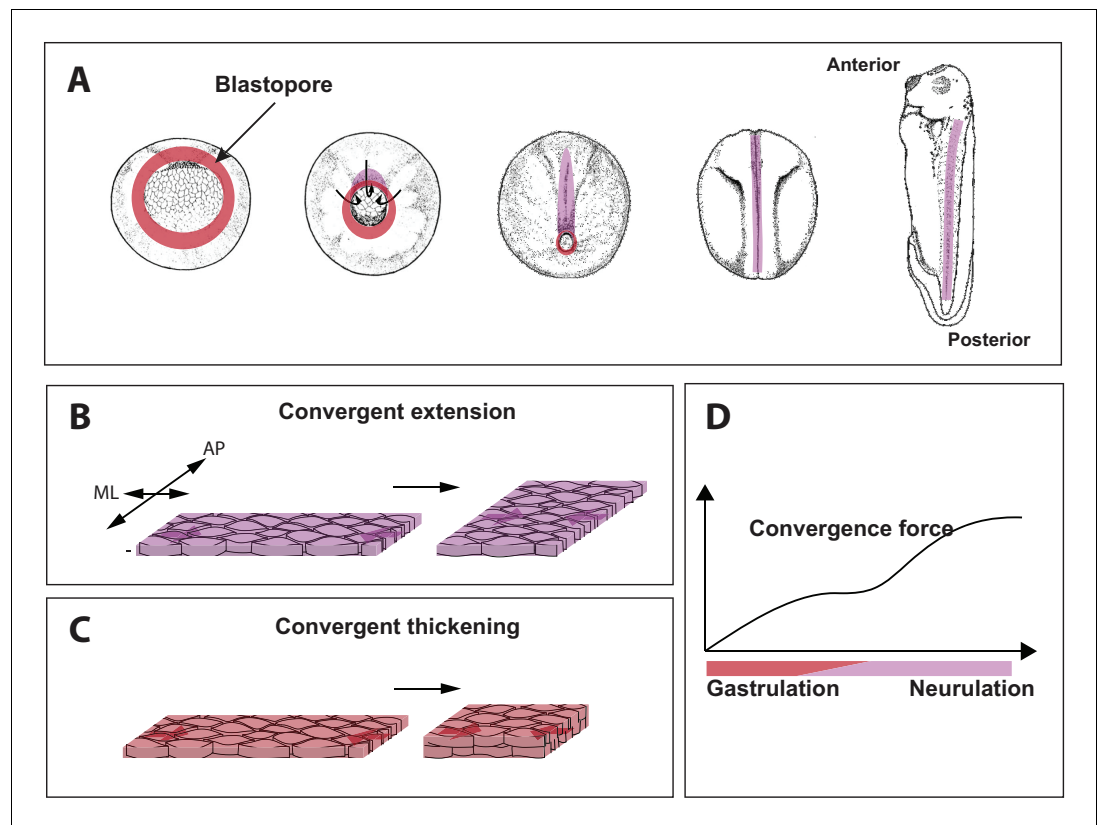 A
Blastopore
Anterior
Posterior
B
Convergent extension
AP
ML
C
Convergent thickening
D
Convergence force
Gastrulation
Neurulation